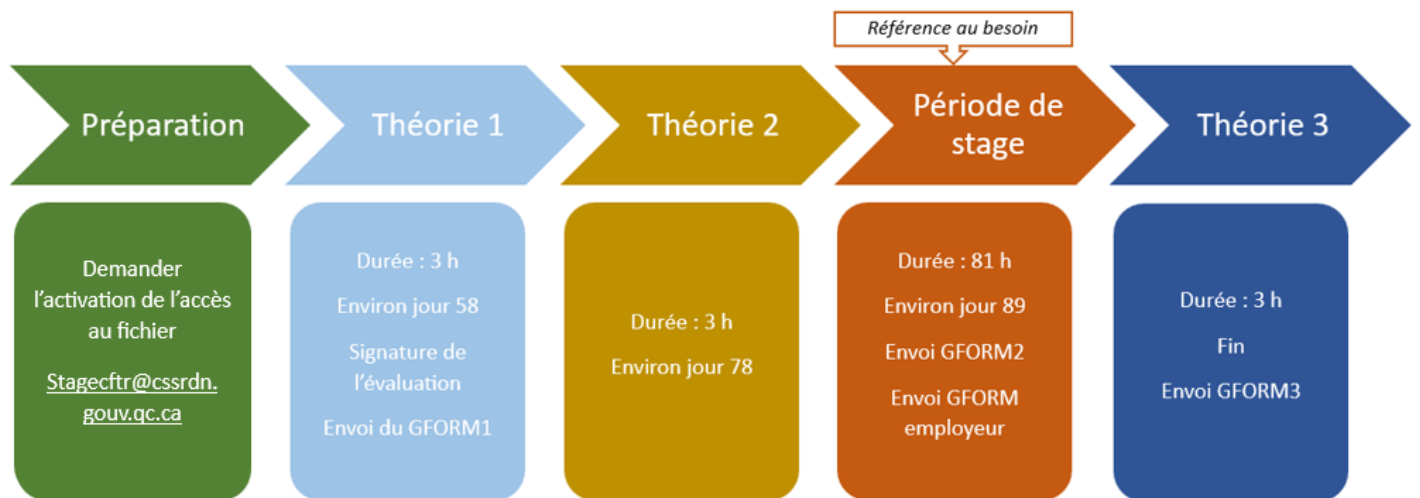 Référence au besoin
Préparation
Théorie 1
Théorie 2
Période de
stage
Théorie 3
Demander
l’activation de l’accès
au fichier
Stagecftr@cssrdn.
gouv.qc.ca
Durée : 3 h
Environ jour 58
Signature de
l’évaluation
Envoi du GFORM1
Durée : 3 h
Environ jour 78
Durée : 81 h
Environ jour 89
Envoi GFORM2
Envoi GFORM
employeur
Durée : 3 h
Fin
Envoi GFORM3